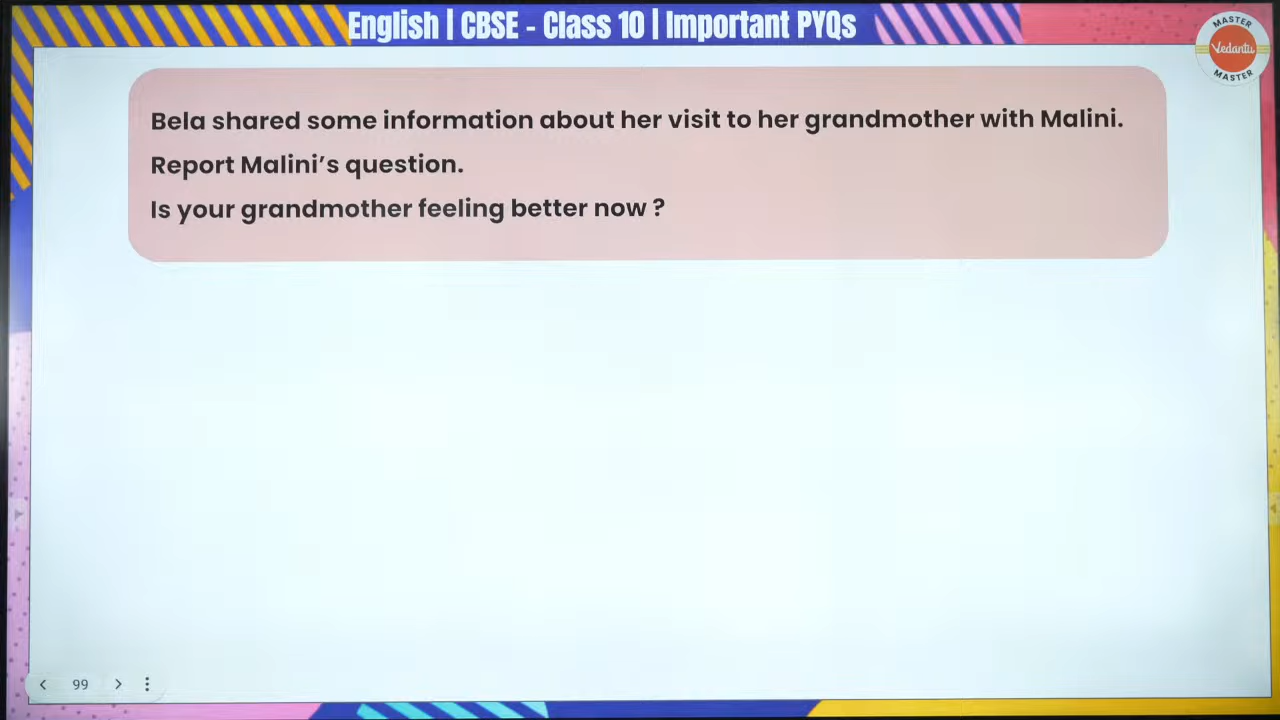 English | CBSE - Class 10 | Important PYQs
MASTER
Vedantu
MASTER
Bela shared some information about her visit to her grandmother with Malini.
Report Malini's question.
Is your grandmother feeling better now ?
99